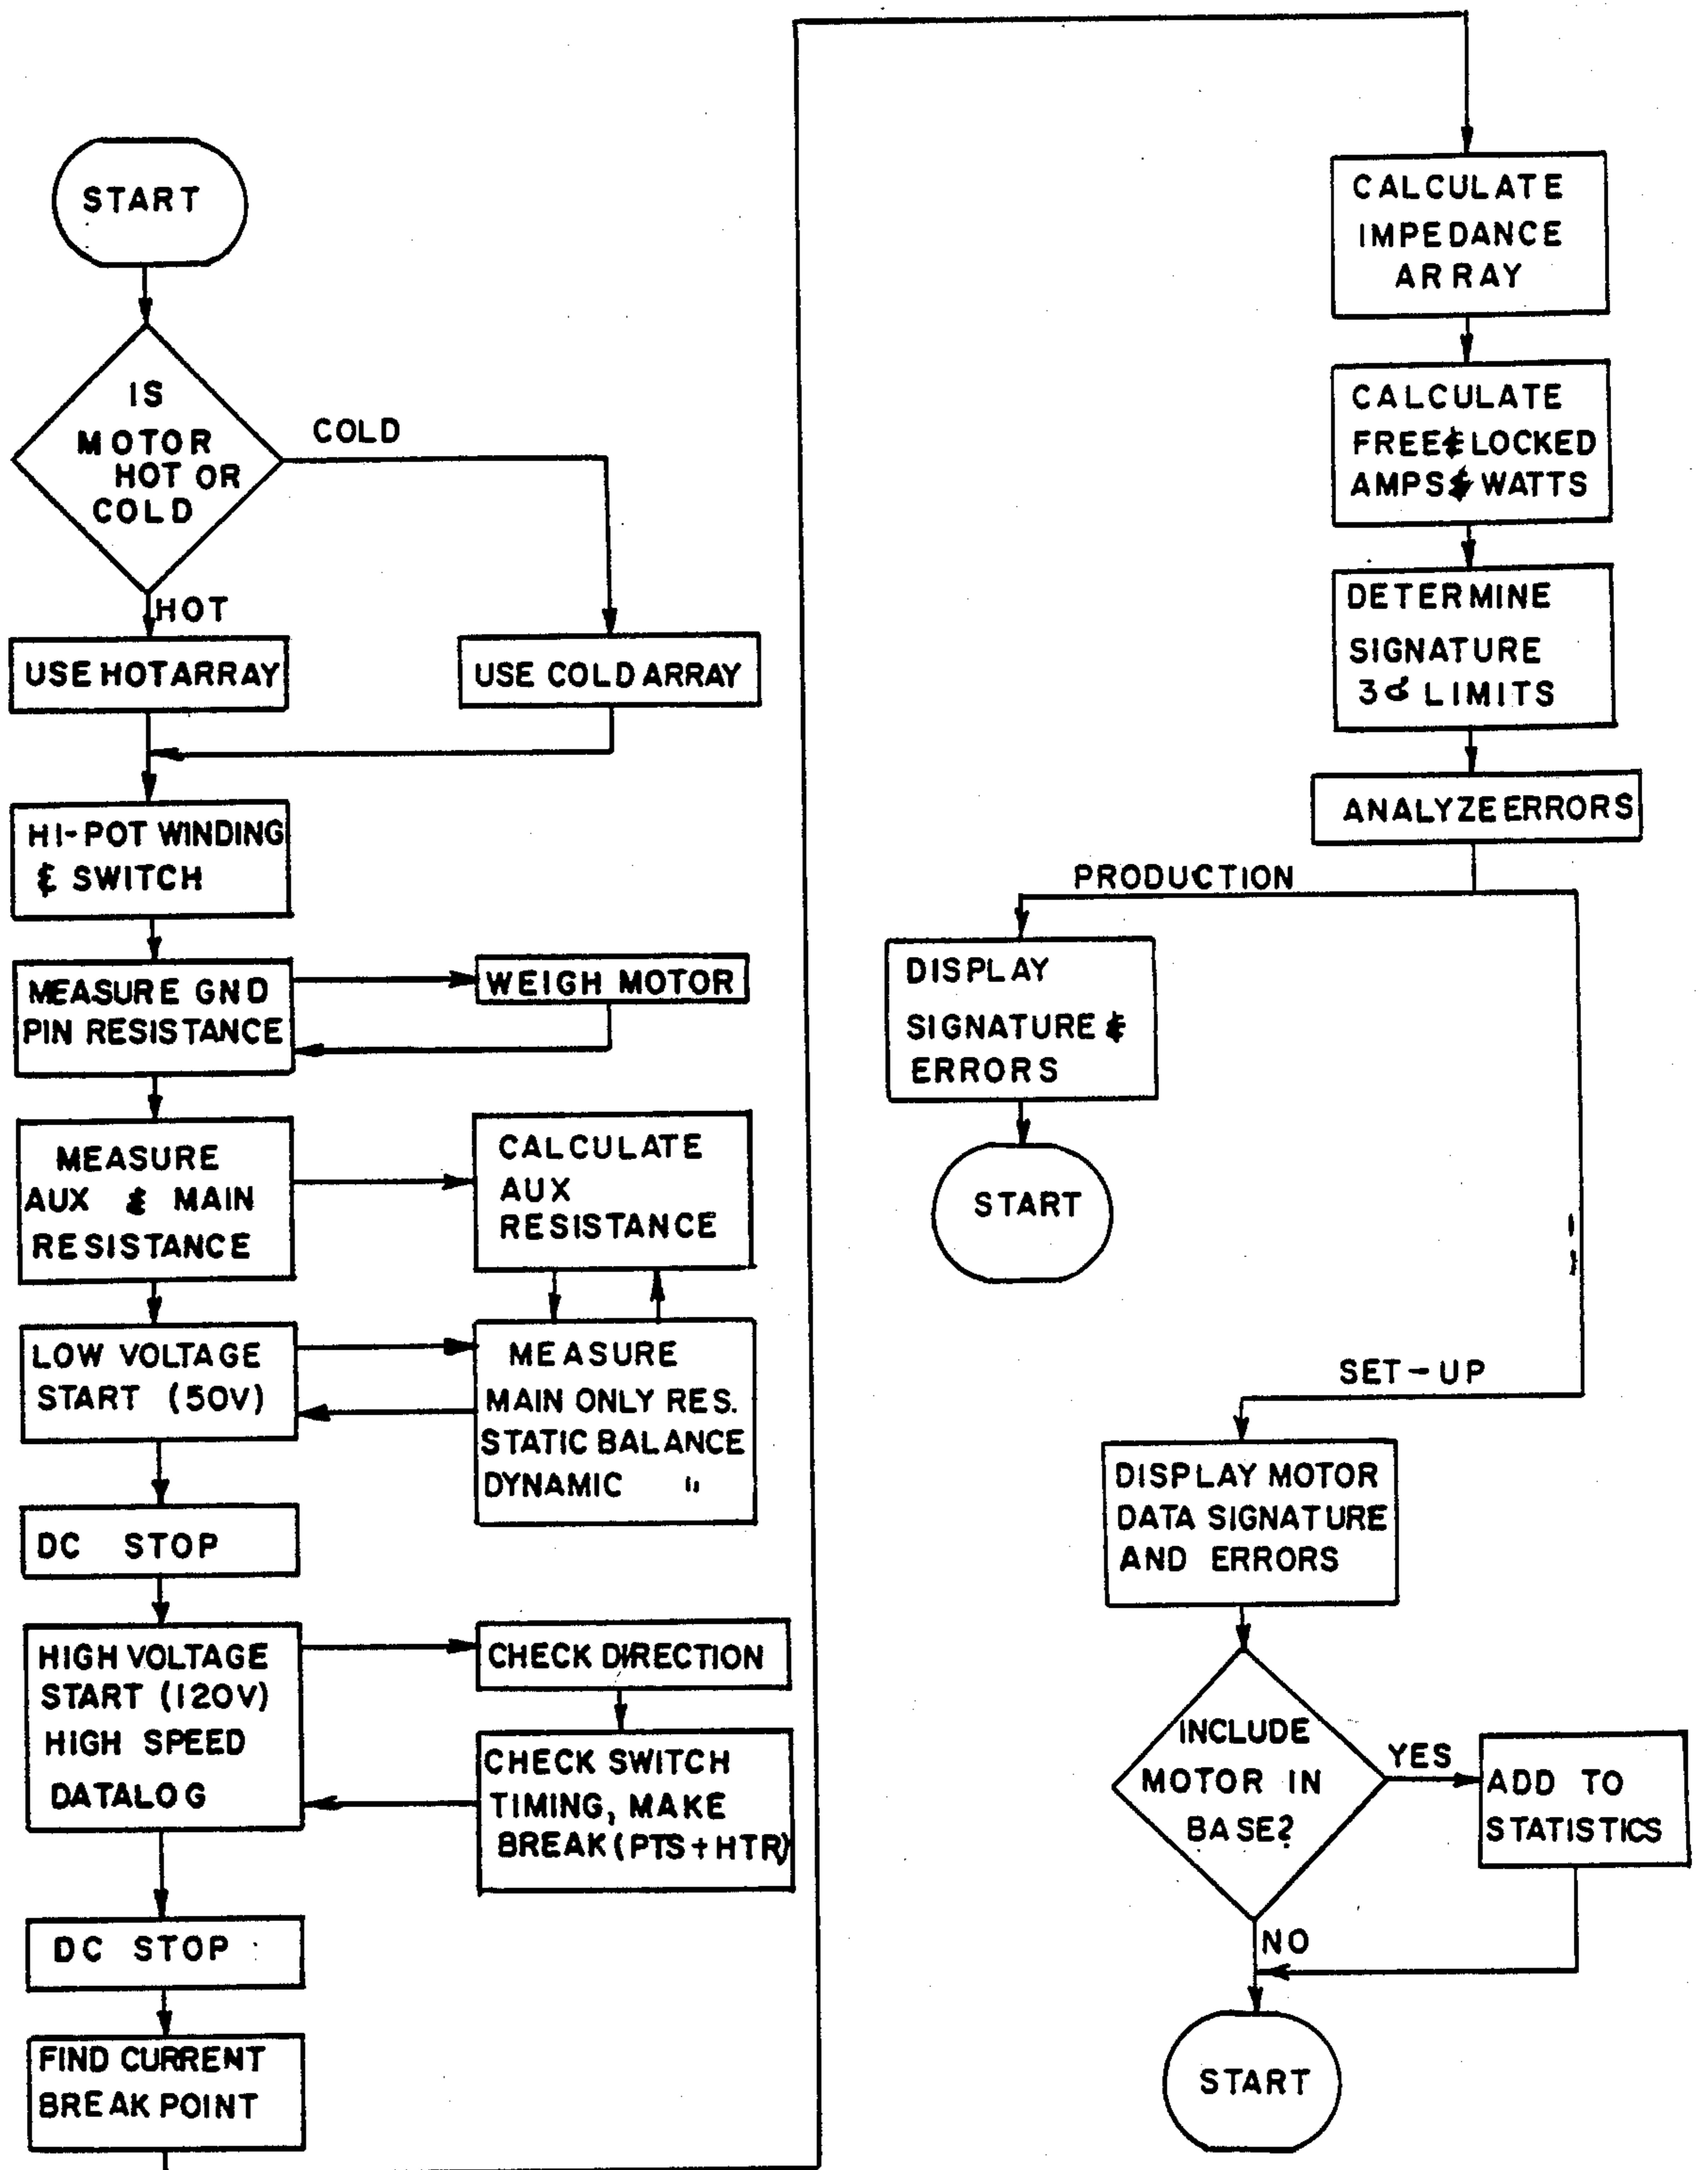 START
IS
MOTOR
HOT OR
COLD
COLD
HOT
USE HOT ARRAY
USE COLD ARRAY
HI-POT WINDING
& SWITCH
MEASURE GND
PIN RESISTANCE
WEIGH MOTOR
MEASURE
AUX & MAIN
RESISTANCE
CALCULATE
AUX
RESISTANCE
LOW VOLTAGE
START (50V)
MEASURE
MAIN ONLY RES.
STATIC BALANCE
DYNAMIC "
DC STOP
HIGH VOLTAGE
START (120V)
HIGH SPEED
DATALOG
CHECK DIRECTION
CHECK SWITCH
TIMING, MAKE
BREAK (PTS + HTR)
DC STOP
FIND CURRENT
BREAK POINT
CALCULATE
IMPEDANCE
ARRAY
CALCULATE
FREE & LOCKED
AMPS & WATTS
DETERMINE
SIGNATURE
3σ LIMITS
ANALYZE ERRORS
PRODUCTION
DISPLAY
SIGNATURE &
ERRORS
START
SET-UP
DISPLAY MOTOR
DATA SIGNATURE
AND ERRORS
INCLUDE
MOTOR IN
BASE?
YES
ADD TO
STATISTICS
NO
START